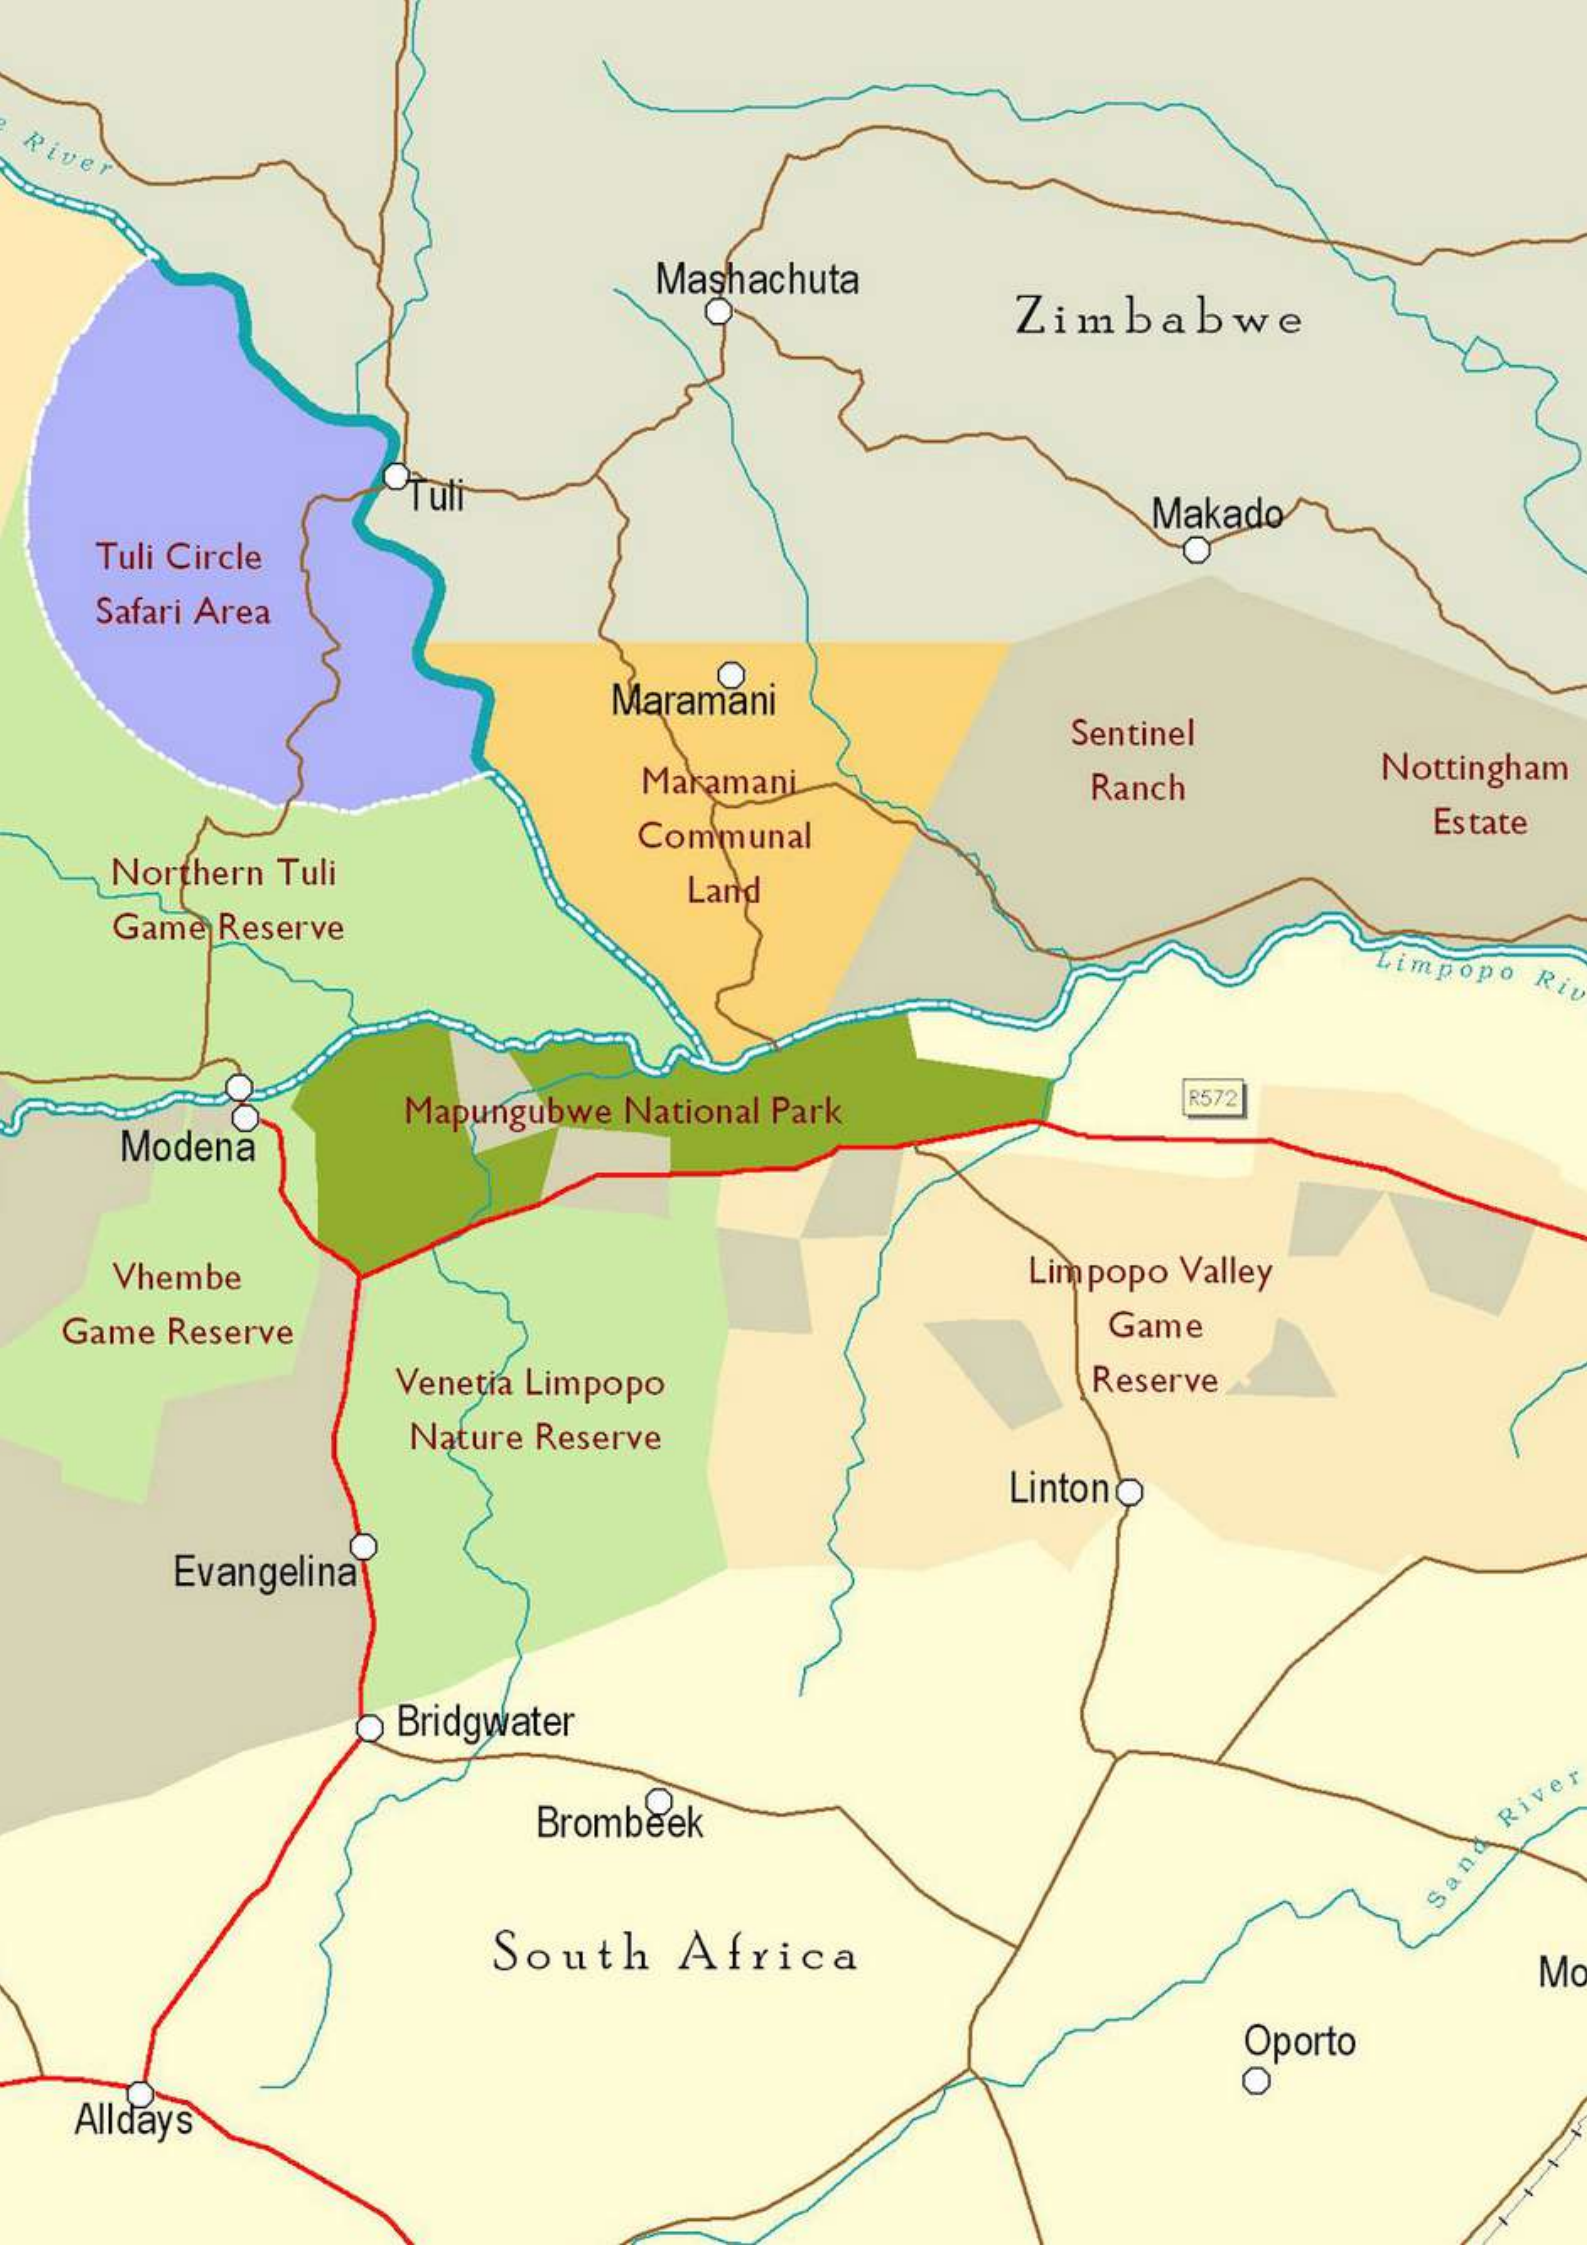 River
Mashachuta
Zimbabwe
Tuli
Makado
Tuli Circle
Safari Area
Maramani
Sentinel
Ranch
Nottingham
Estate
Maramani
Communal
Land
Northern Tuli
Game Reserve
Limpopo Riv
R572
Mapungubwe National Park
Modena
Vhembe
Game Reserve
Limpopo Valley
Game
Reserve
Venetia Limpopo
Nature Reserve
Linton
Evangelina
Bridgwater
Brombeek
Sand River
South Africa
Mo
Oporto
Alldays